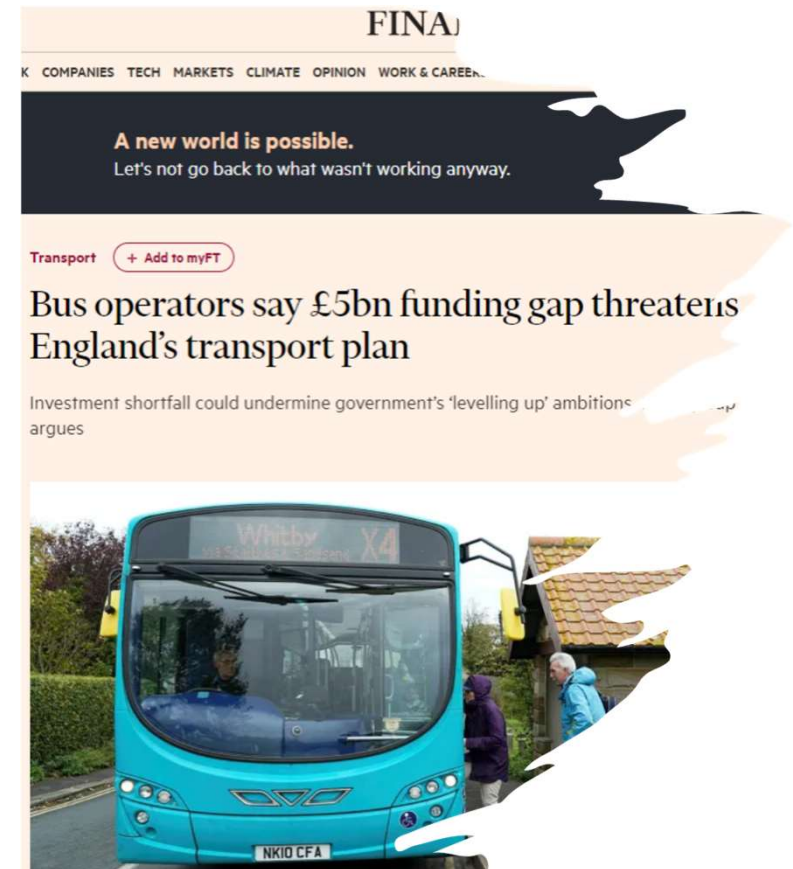 FINA
COMPANIES TECH MARKETS CLIMATE OPINION WORK &
A new world is possible.
Let's not go back to what wasn't working anyway.
Transport + Add to myFT
Bus operators say £5bn funding gap threatens
England's transport plan
Investment shortfall could undermine government's 'levelling up' ambitions
argues
Whitby X4
NK10 CFA